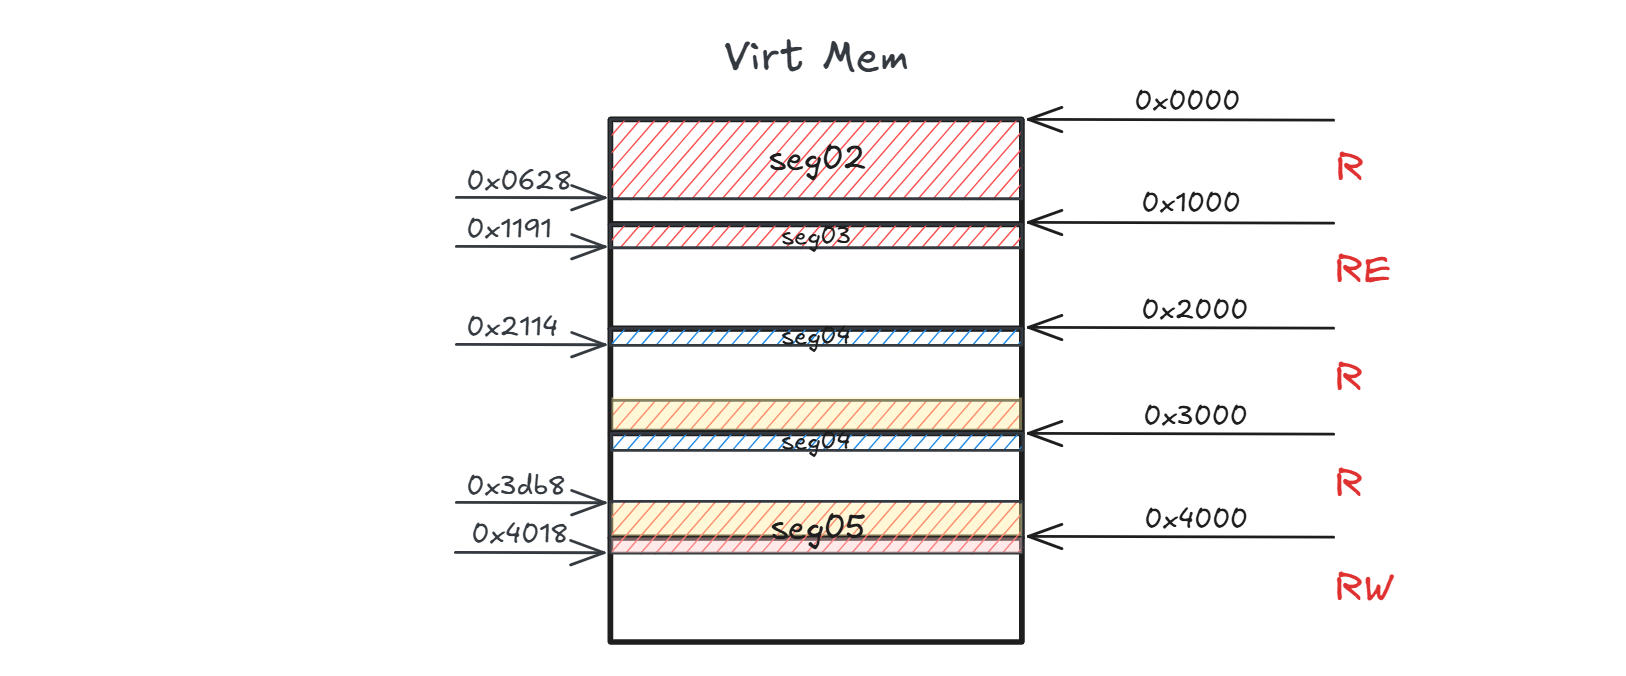 Virt Mem
0x0000
seg02
R
0x0628
0x1000
0x1191
seg03
RE
0x2000
0x2114
seg04
R
0x3000
seg04
0x3db8
R
0x4000
seg05
0x4018
RW